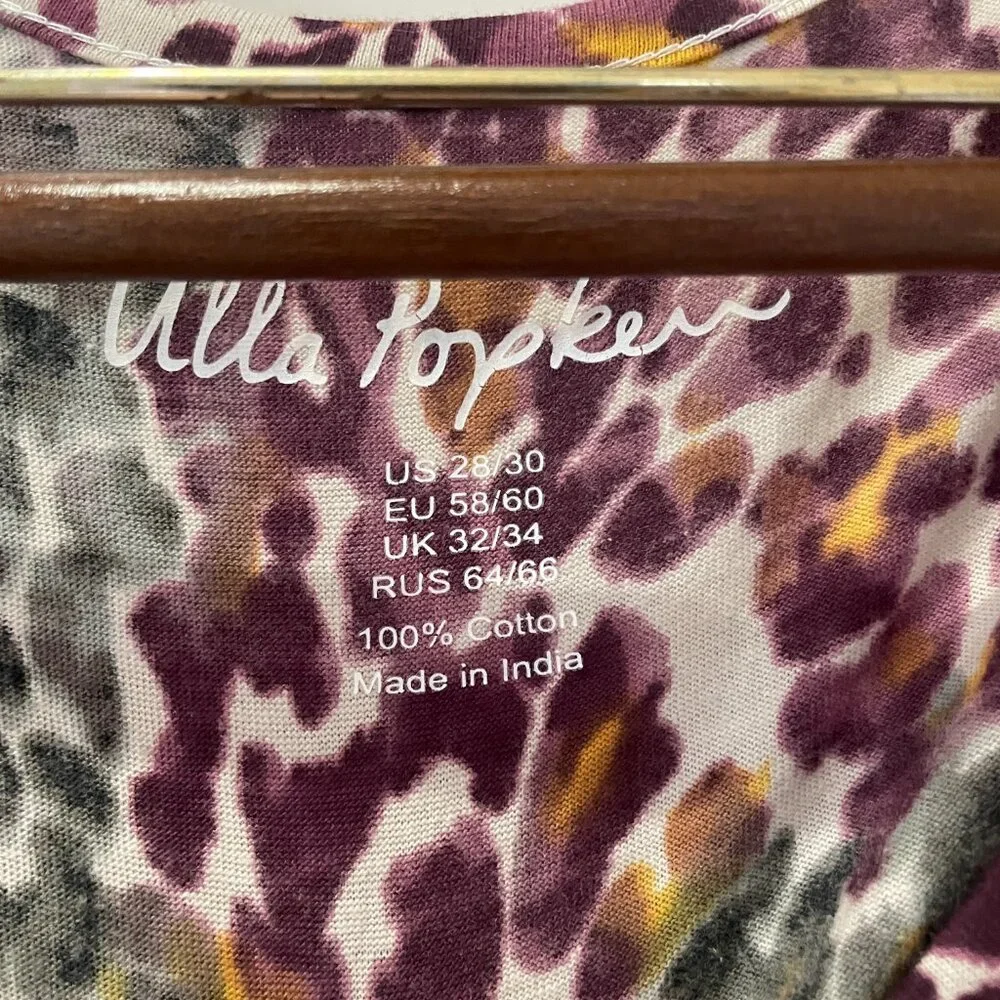 Ulla Popken
US 28/30
EU 58/60
UK 32/34
RUS 64/66
100% Cotton
Made in India